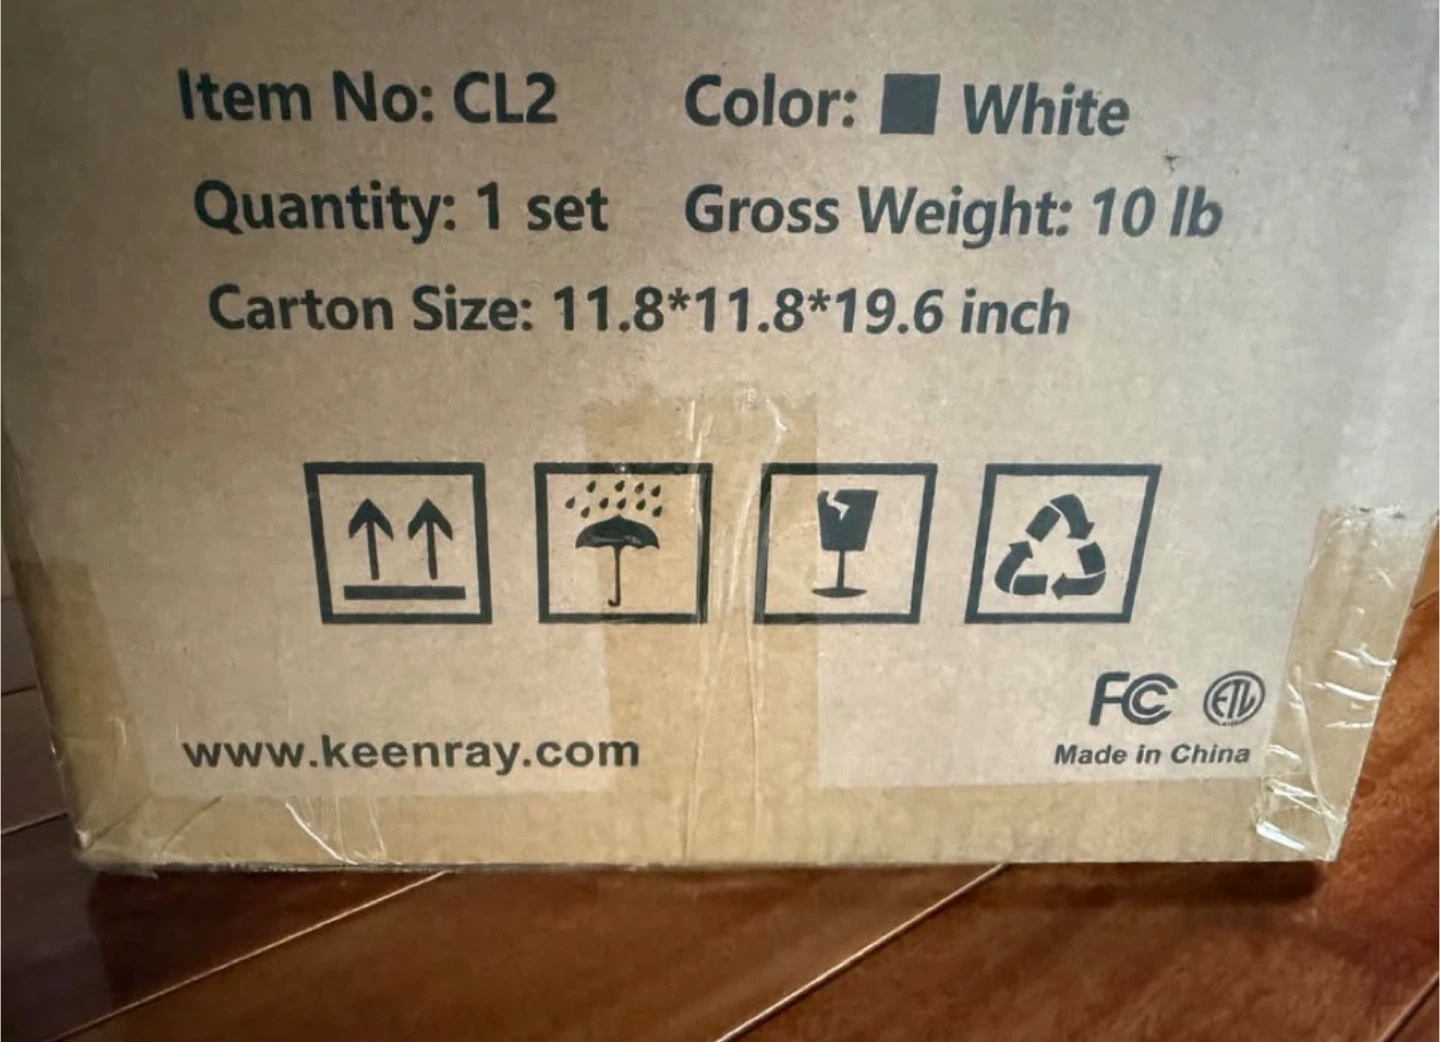 Item No: CL2 Color: ■ White
Quantity: 1 set Gross Weight: 10 lb
Carton Size: 11.8*11.8*19.6 inch
FC ETL
www.keenray.com Made in China